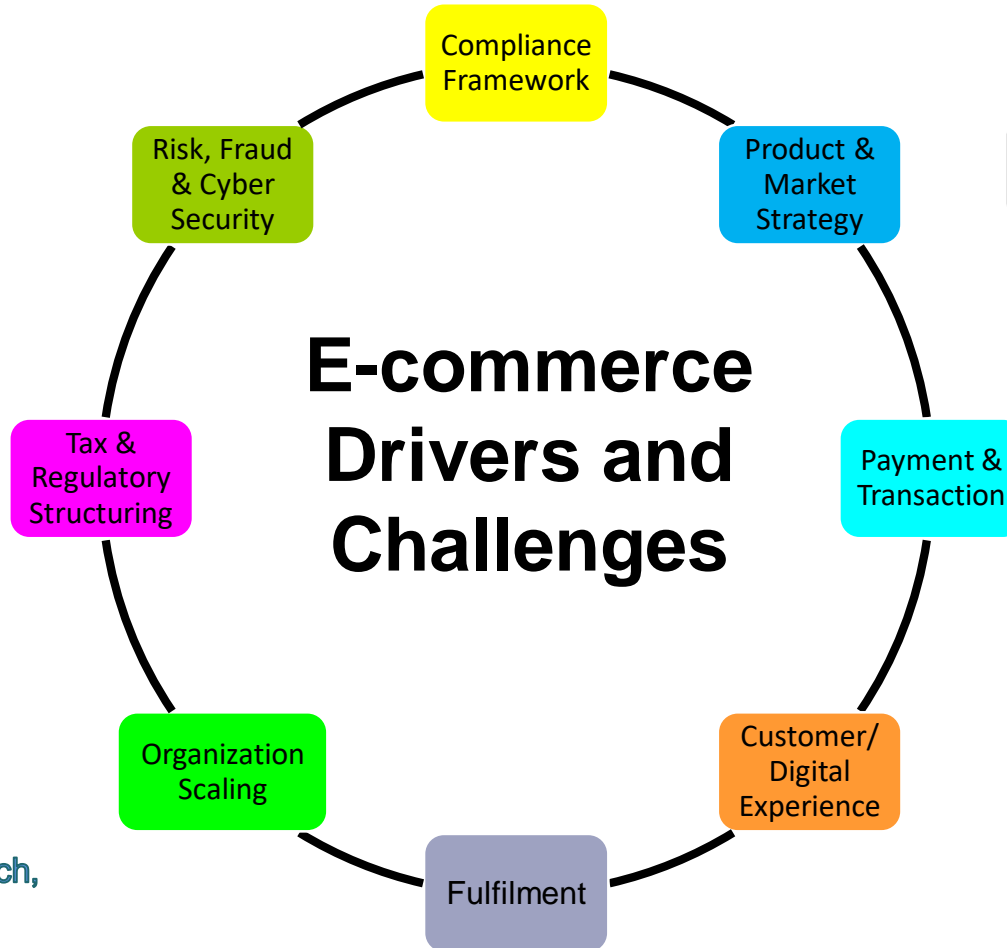 Compliance
Framework
Risk, Fraud
& Cyber
Security
Product &
Market
Strategy
E-commerce
Drivers and
Challenges
Tax &
Regulatory
Structuring
Payment &
Transaction
Organization
Scaling
Customer/
Digital
Experience
Fulfilment